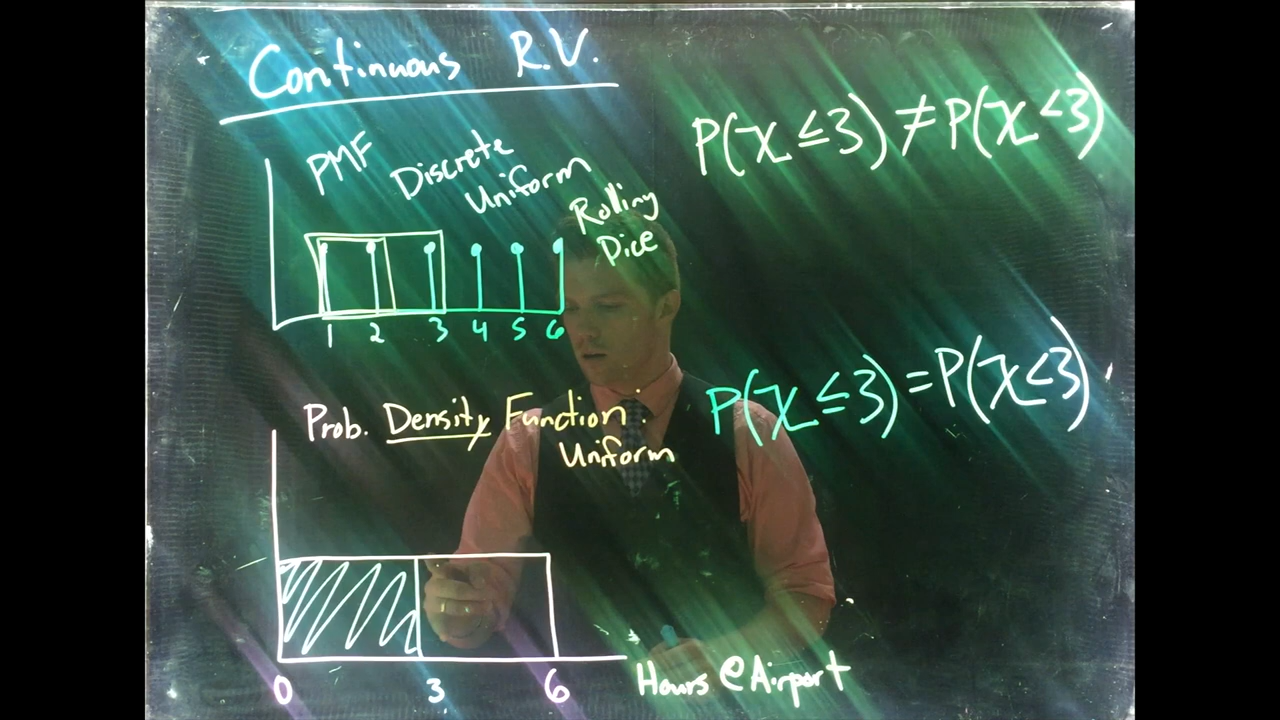 Continuous R.V.
PMF Discrete
Uniform
Rolling
Dice
1 2 3 4 5 6
P(x≤3)≠P(x<3)
Prob. Density Function:
Uniform
0 3 6 Hours @Airport
P(x≤3)=P(x<3)